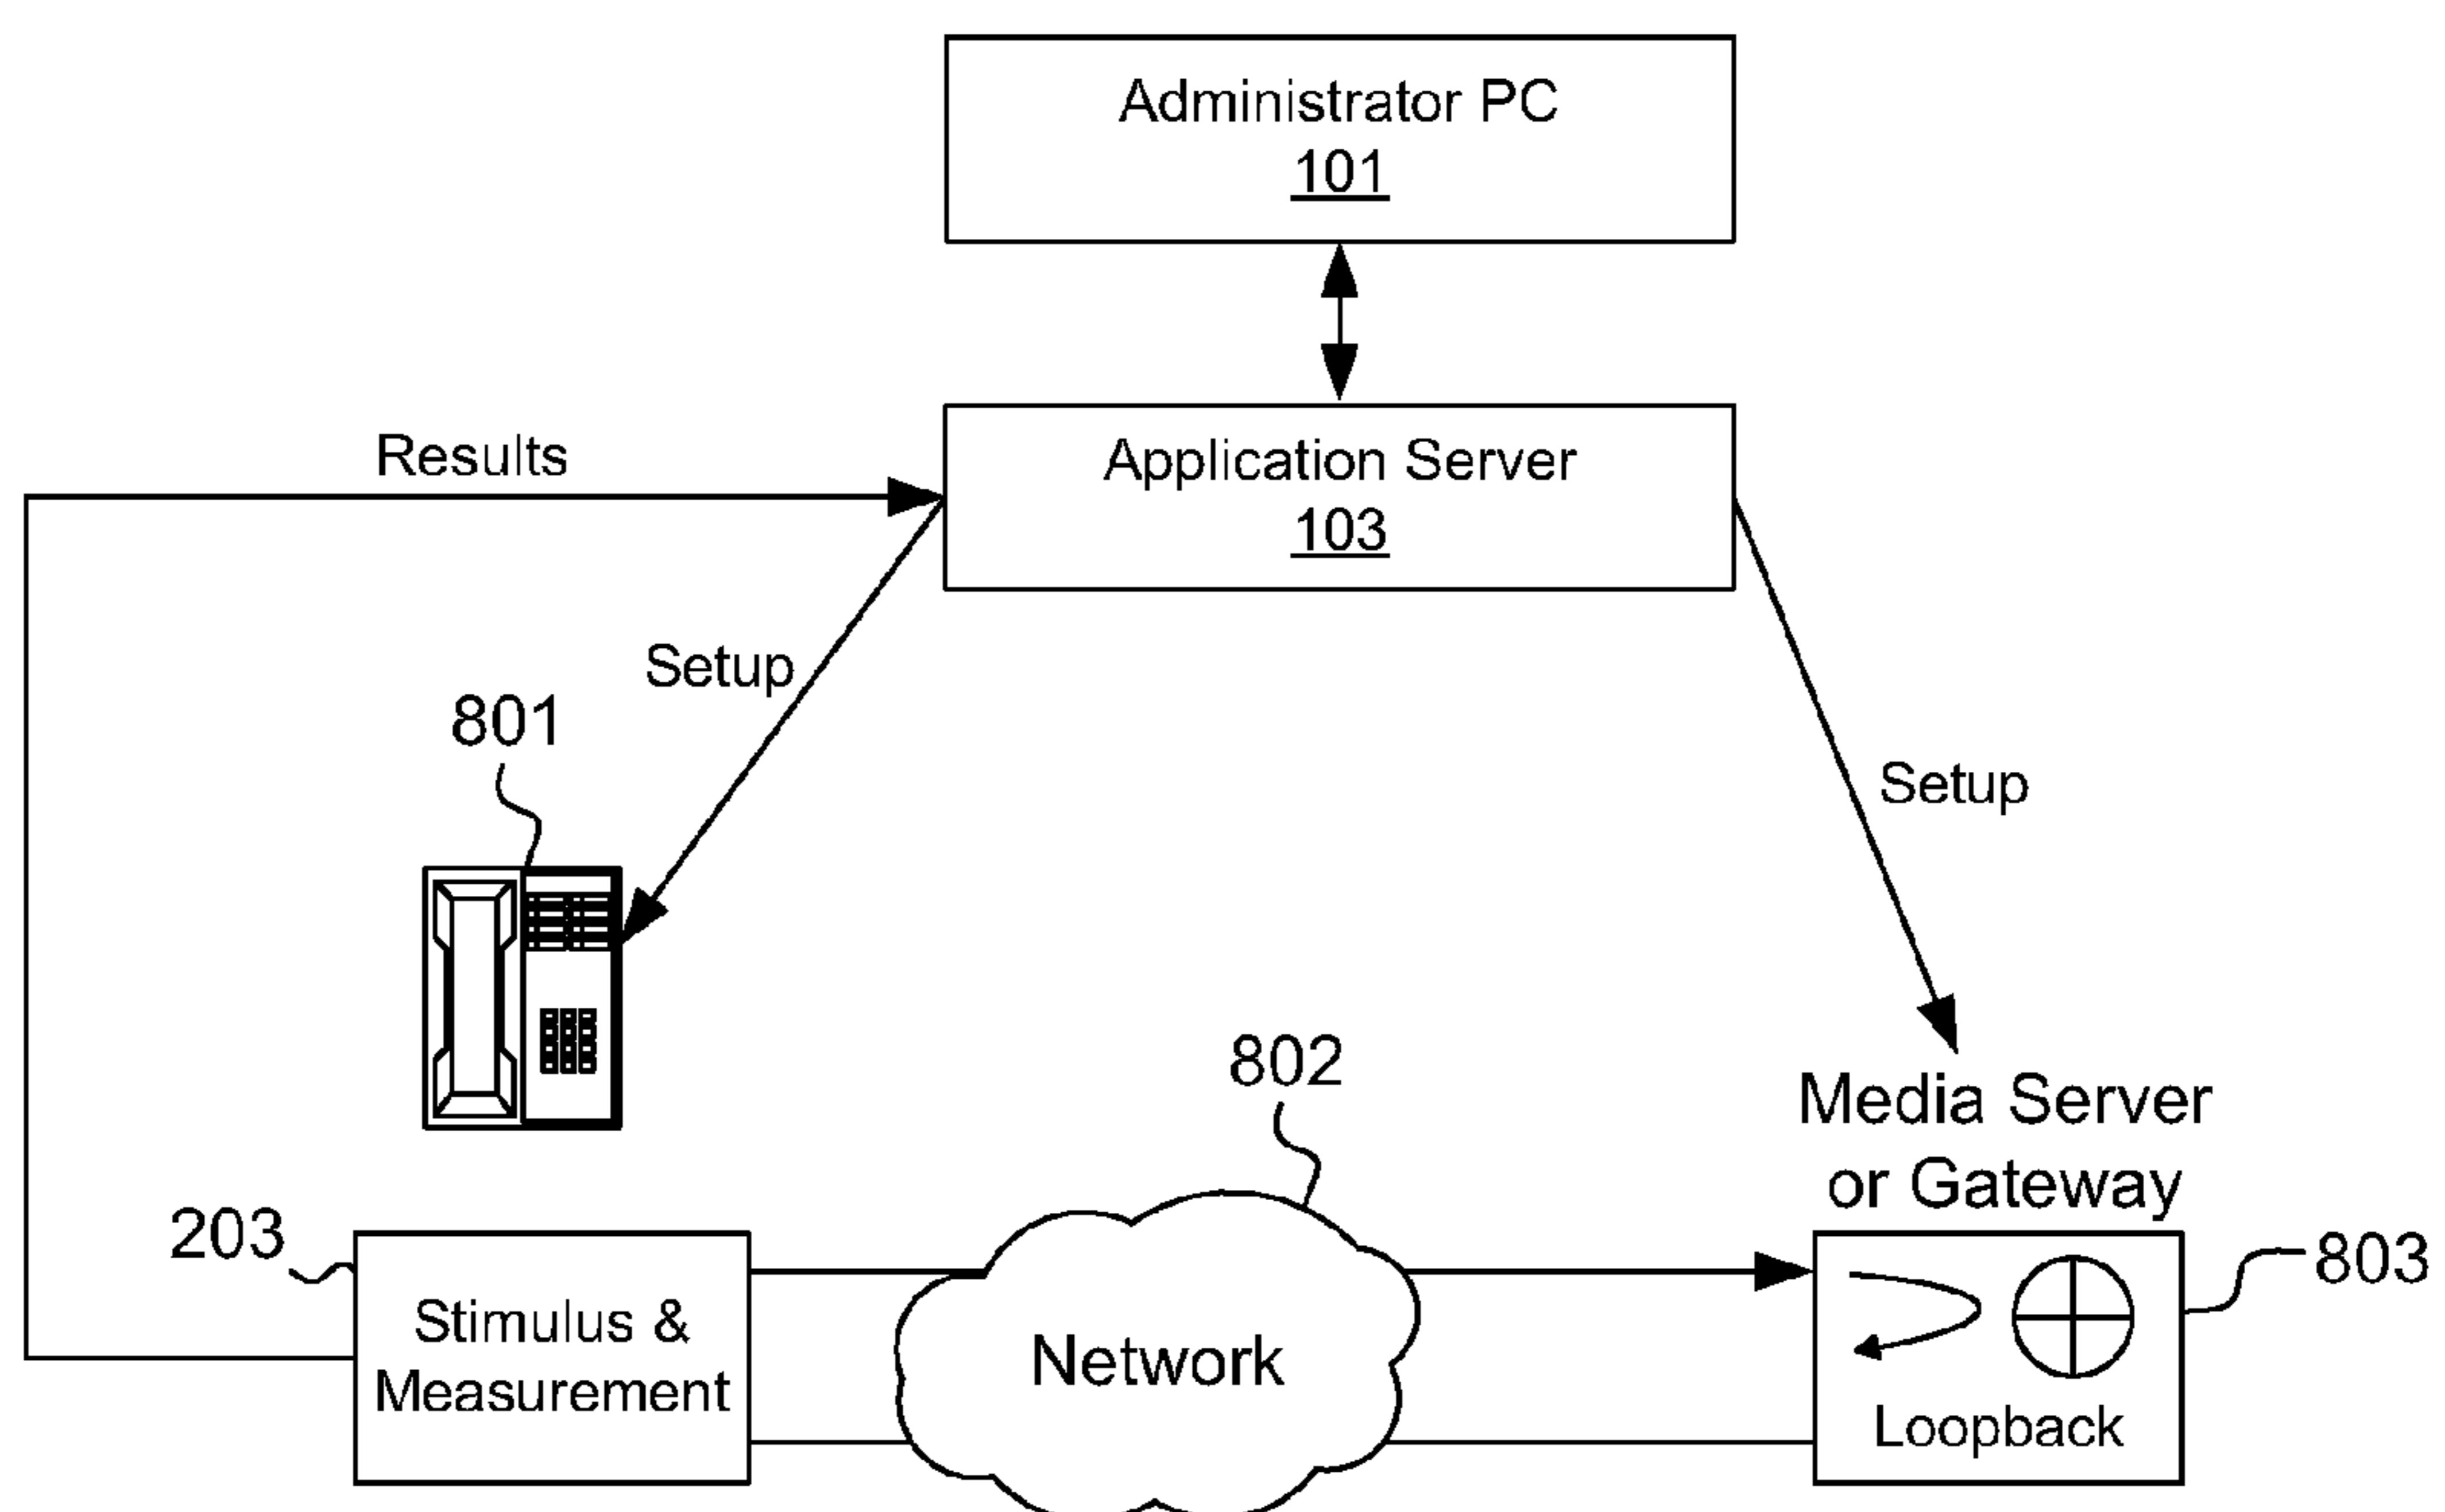 Administrator PC
101
Application Server
103
Results
Setup
801
Setup
802
Media Server
or Gateway
203
Stimulus &
Measurement
Network
803
Loopback